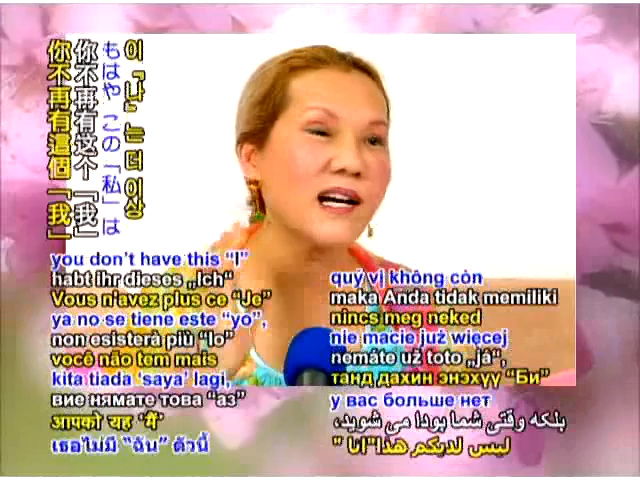 你不再有這個「我」
你不再有这个「我」
もはや この「私」は
이 「나」는 더 이상
you don't have this "I"
habt ihr dieses „Ich“
Vous n'avez plus ce “Je”
ya no se tiene este “yo”,
non esisterà più “Io”
você não tem mais
kita tiada ‘saya’ lagi,
вие нямате това “аз”
आपको यह ‘मैं’
เธอไม่มี “ฉัน” ตัวนี้
quý vị không còn
maka Anda tidak memiliki
nincs meg neked
nie macie już więcej
nemáte už toto „já“,
танд дахин энэхүү “Би”
у вас больше нет
بلکه وقتی شما بودا می شوید،
ليس لديكم هذا"انا "